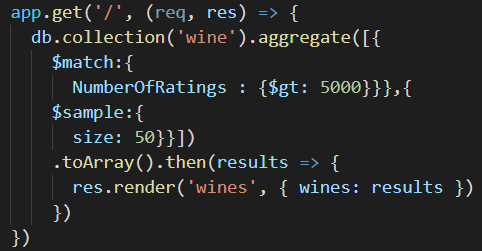 app.get('/', (req, res) => {
  db.collection('wine').aggregate([{
    $match:{
      NumberOfRatings : {$gt: 5000}}},{
    $sample:{
      size: 50}}])
    .toArray().then(results => {
      res.render('wines', { wines: results })
    })
})